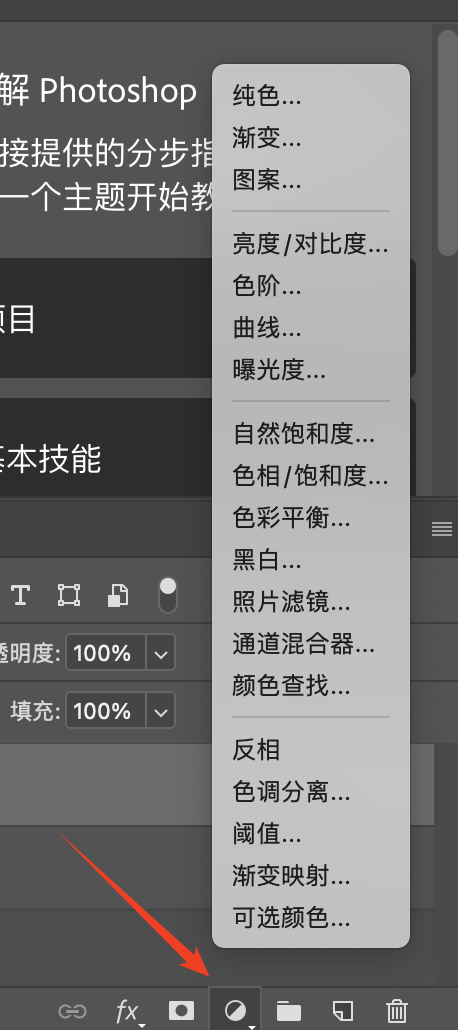 解 Photoshop
接提供的分步指
一个主题开始教
项目
基本技能
纯色...
渐变...
图案...
亮度/对比度...
色阶...
曲线...
曝光度...
自然饱和度...
色相/饱和度...
色彩平衡...
黑白...
照片滤镜...
通道混合器...
颜色查找...
反相
色调分离...
阈值...
渐变映射...
可选颜色...
T
透明度: 100%
填充: 100%
fx